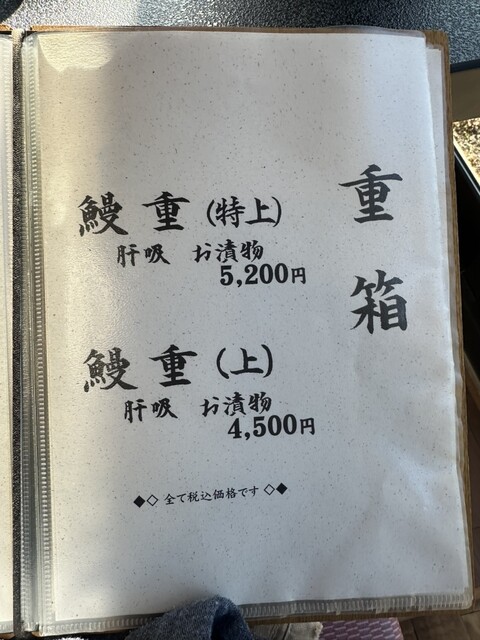 重箱
鰻重(特上)
肝吸 お漬物
5,200円
鰻重(上)
肝吸 お漬物
4,500円
◆◇ 全て税込価格です ◇◆